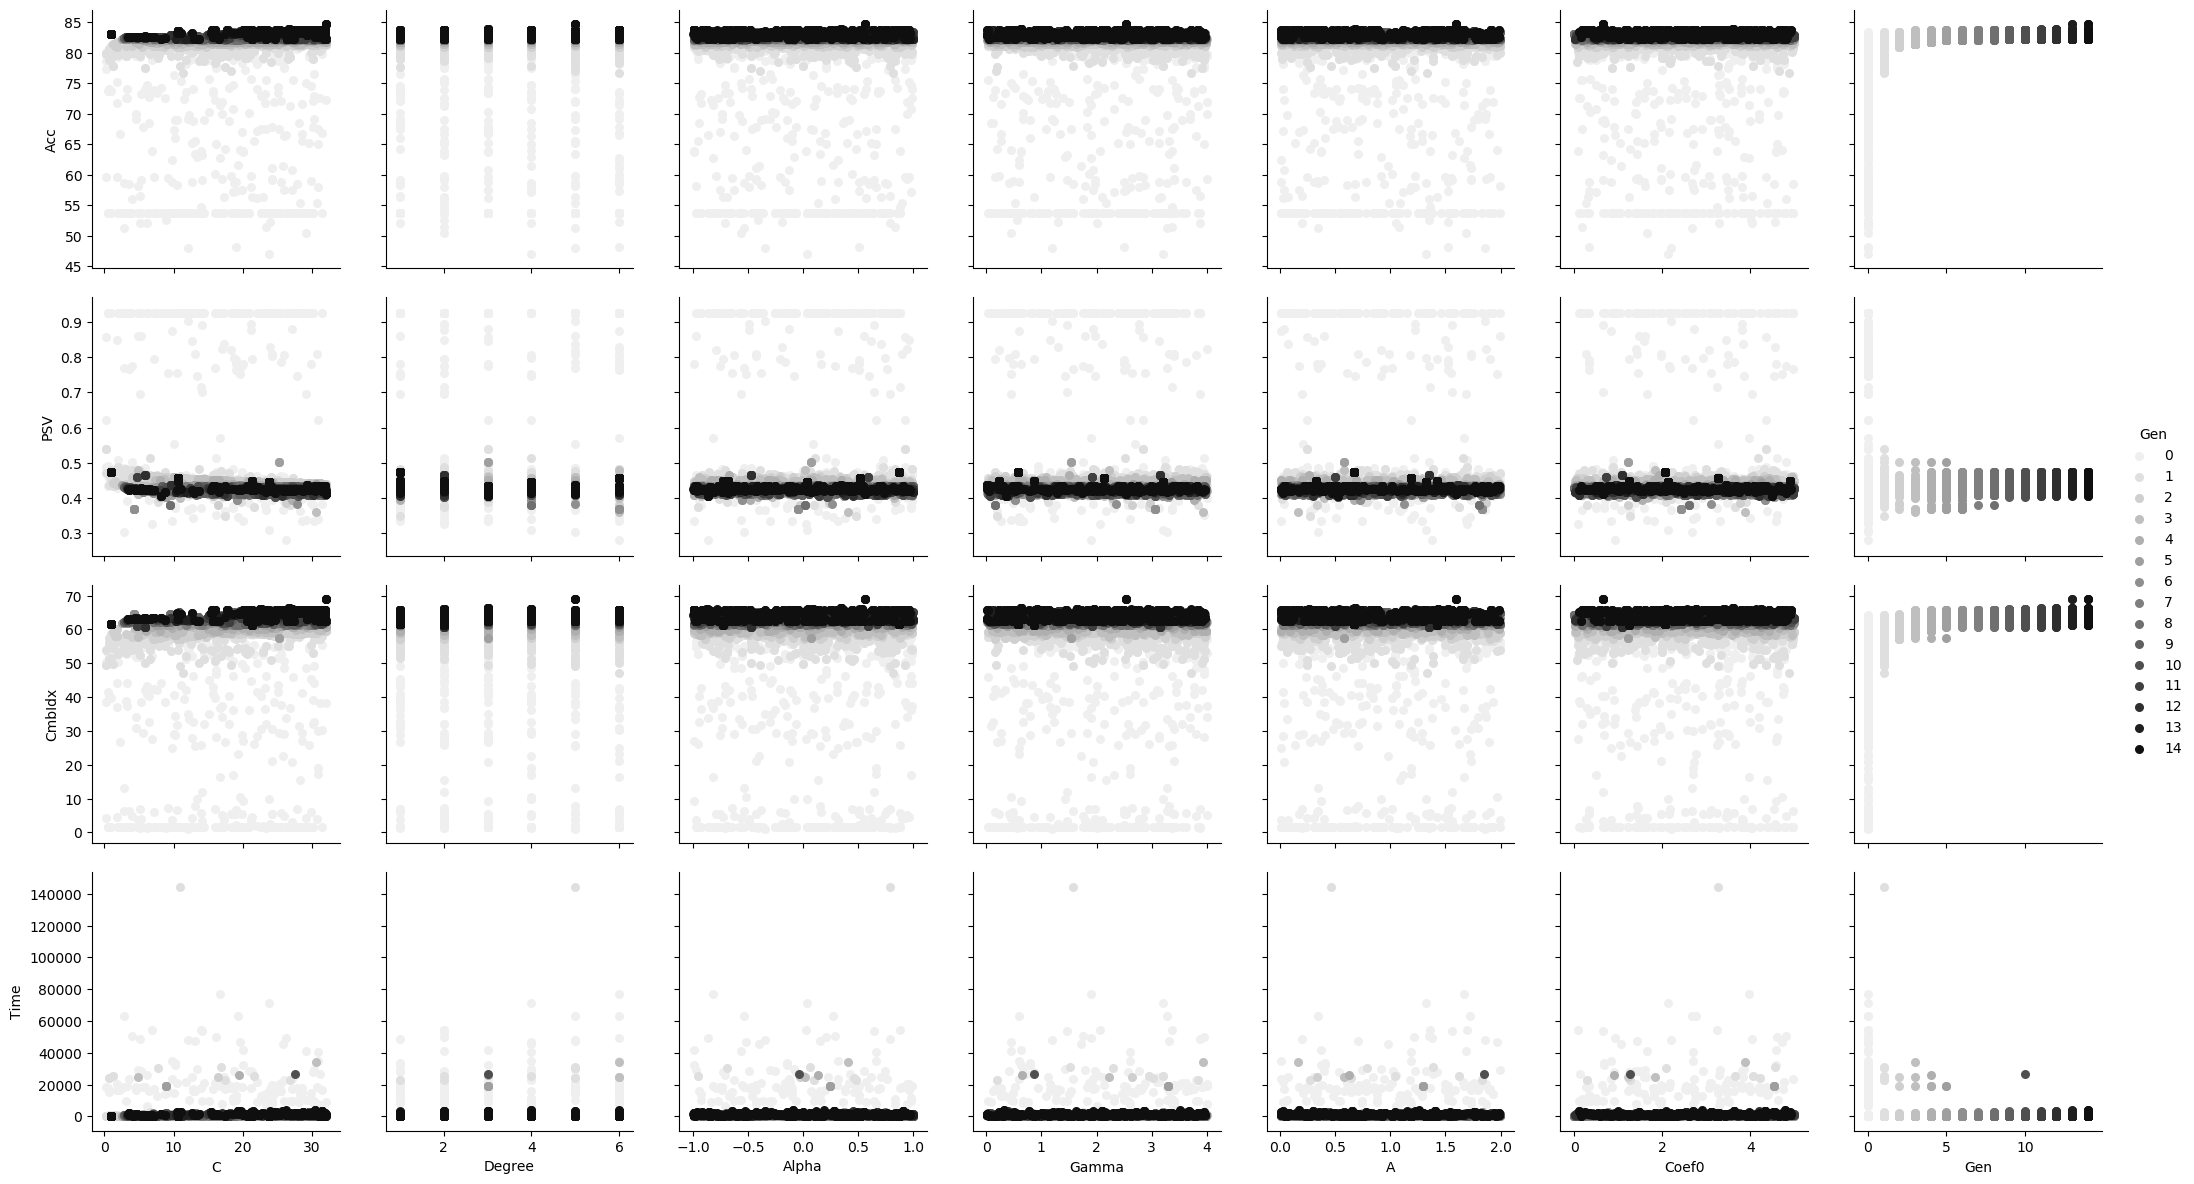 85
80
75
70
65
60
55
50
45
Acc
0.9
0.8
0.7
0.6
0.5
0.4
0.3
PSV
70
60
50
40
30
20
10
0
CmbIdx
140000
120000
100000
80000
60000
40000
20000
0
Time
0 10 20 30
C
2 4 6
Degree
−1.0 −0.5 0.0 0.5 1.0
Alpha
0 1 2 3 4
Gamma
0.0 0.5 1.0 1.5 2.0
A
0 2 4
Coef0
0 5 10
Gen
Gen
0
1
2
3
4
5
6
7
8
9
10
11
12
13
14